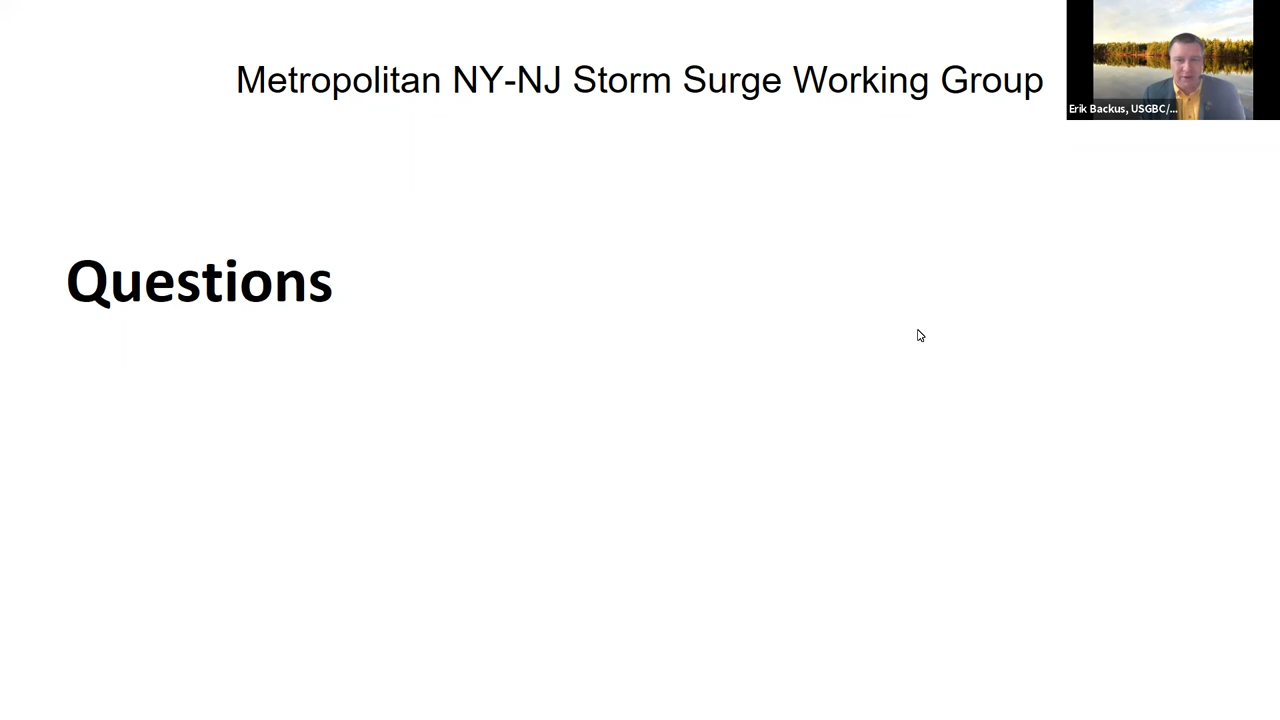 Metropolitan NY-NJ Storm Surge Working Group
Erik Backus, USGBC/...
Questions